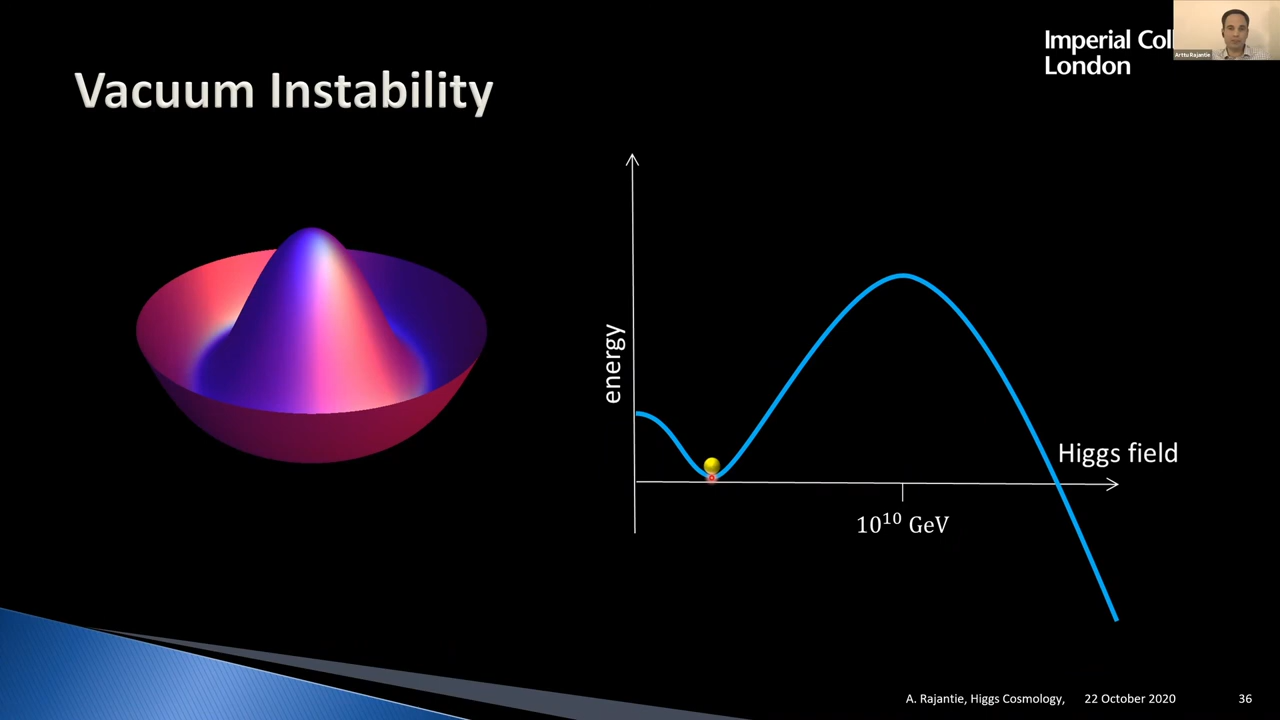 Vacuum Instability
Imperial Col
London
Arttu Rajantie
energy
Higgs field
10¹⁰ GeV
A. Rajantie, Higgs Cosmology, 22 October 2020 36